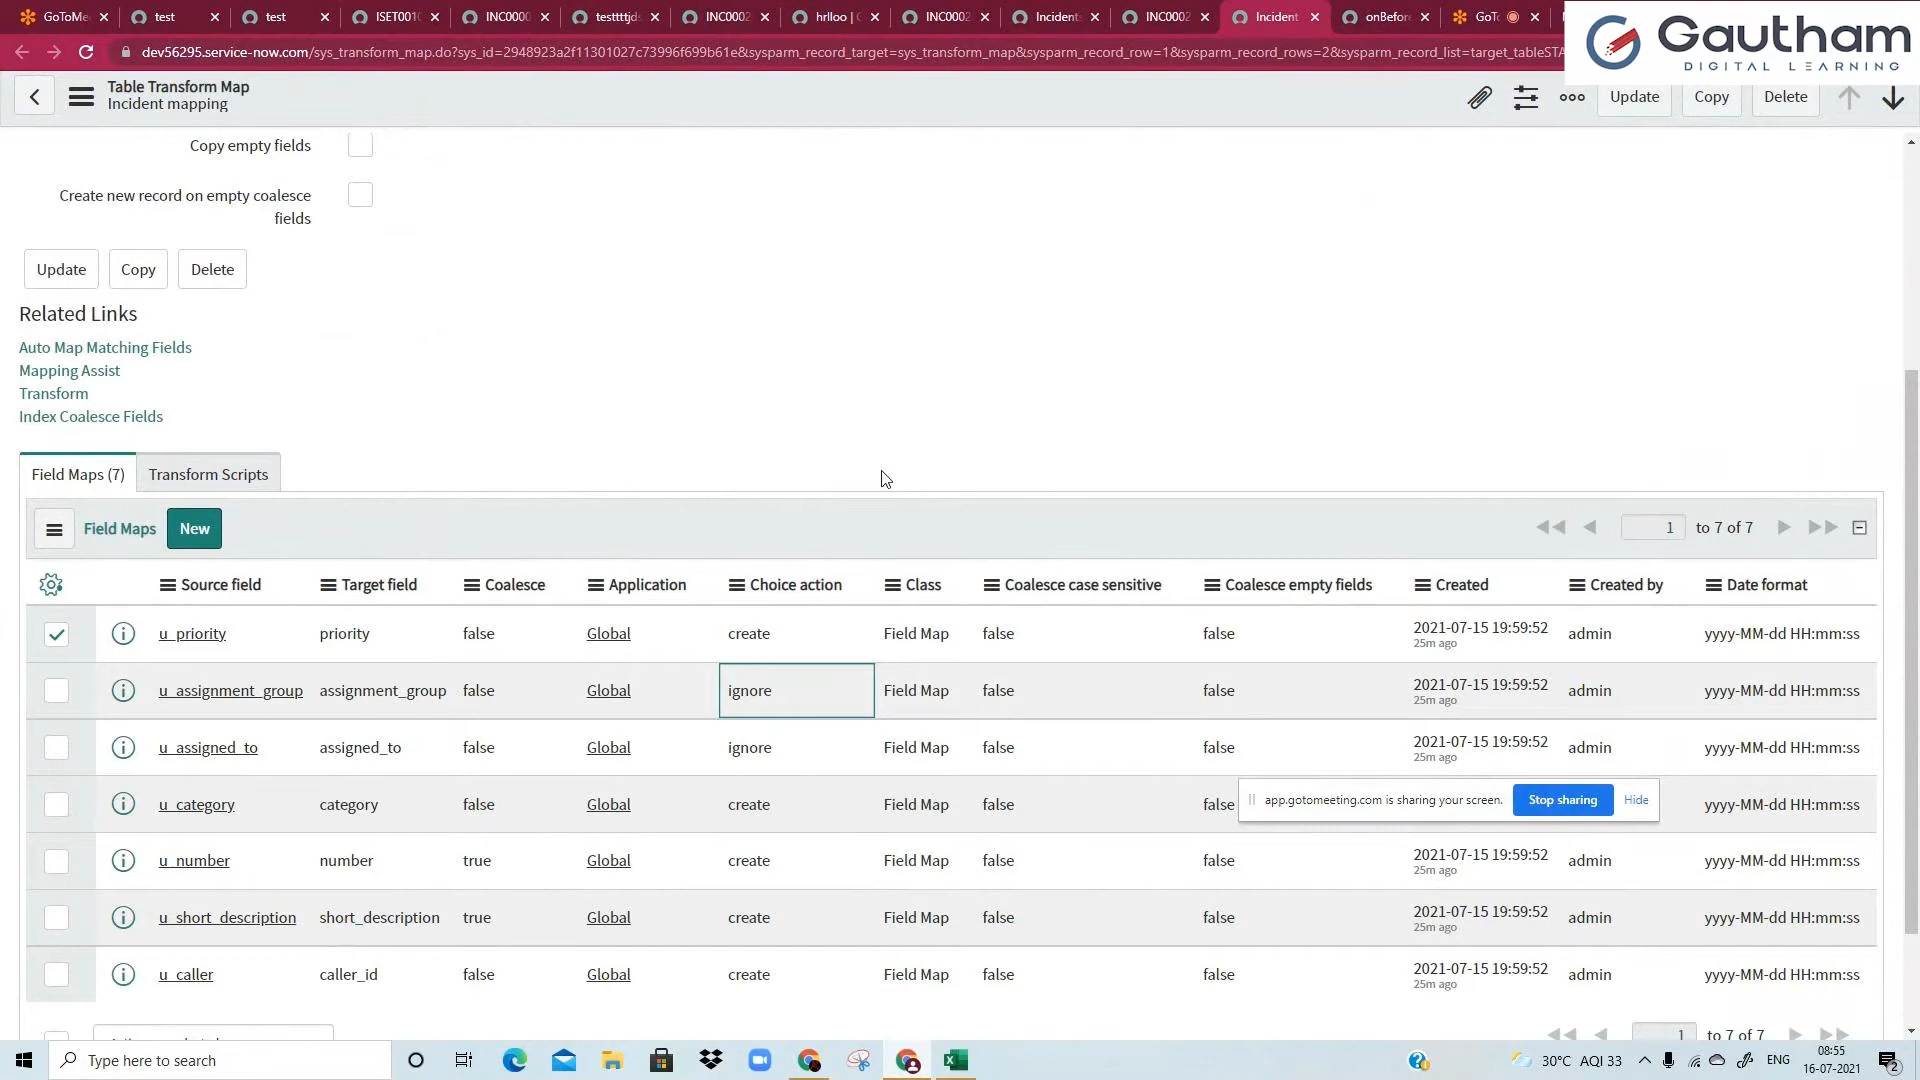 GoToMe
test
test
ISET001
INC0000
testtttjds
INC0002
hrlloo | G
INC0002
Incidents
INC0002
Incident
onBefor
GoTo
Gautham
DIGITAL LEARNING
dev56295.service-now.com/sys_transform_map.do?sys_id=2948923a2f11301027c73996f699b61e&sysparm_record_target=sys_transform_map&sysparm_record_row=1&sysparm_record_rows=2&sysparm_record_list=target_tableSTA
Table Transform Map
Incident mapping
Update Copy Delete
Copy empty fields
Create new record on empty coalesce
fields
Update Copy Delete
Related Links
Auto Map Matching Fields
Mapping Assist
Transform
Index Coalesce Fields
Field Maps (7) Transform Scripts
Field Maps New 1 to 7 of 7
Source field Target field Coalesce Application Choice action Class Coalesce case sensitive Coalesce empty fields Created Created by Date format
u_priority priority false Global create Field Map false false 2021-07-15 19:59:52 admin yyyy-MM-dd HH:mm:ss
25m ago
u_assignment_group assignment_group false Global ignore Field Map false false 2021-07-15 19:59:52 admin yyyy-MM-dd HH:mm:ss
25m ago
u_assigned_to assigned_to false Global ignore Field Map false false 2021-07-15 19:59:52 admin yyyy-MM-dd HH:mm:ss
25m ago
u_category category false Global create Field Map false false yyyy-MM-dd HH:mm:ss
app.gotomeeting.com is sharing your screen. Stop sharing Hide
u_number number true Global create Field Map false false 2021-07-15 19:59:52 admin yyyy-MM-dd HH:mm:ss
25m ago
u_short_description short_description true Global create Field Map false false 2021-07-15 19:59:52 admin yyyy-MM-dd HH:mm:ss
25m ago
u_caller caller_id false Global create Field Map false false 2021-07-15 19:59:52 admin yyyy-MM-dd HH:mm:ss
25m ago
1 to 7 of 7
Type here to search
30°C AQI 33
ENG
08:55
16-07-2021
2